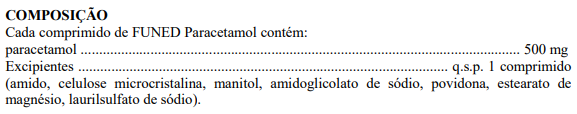 COMPOSIÇÃO
Cada comprimido de FUNED Paracetamol contém:
paracetamol ........................................................................................................................ 500 mg
Excipientes ..................................................................................................... q.s.p. 1 comprimido
(amido, celulose microcristalina, manitol, amidoglicolato de sódio, povidona, estearato de
magnésio, laurilsulfato de sódio).